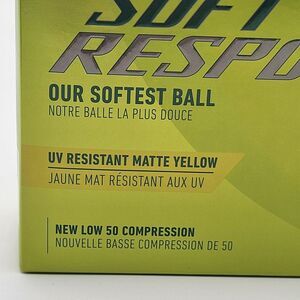 SOFT
OUR SOFTEST BALL
NOTRE BALLE LA PLUS DOUCE
UV RESISTANT MATTE YELLOW
JAUNE MAT RÉSISTANT AUX UV
NEW LOW 50 COMPRESSION
NOUVELLE BASSE COMPRESSION DE 50